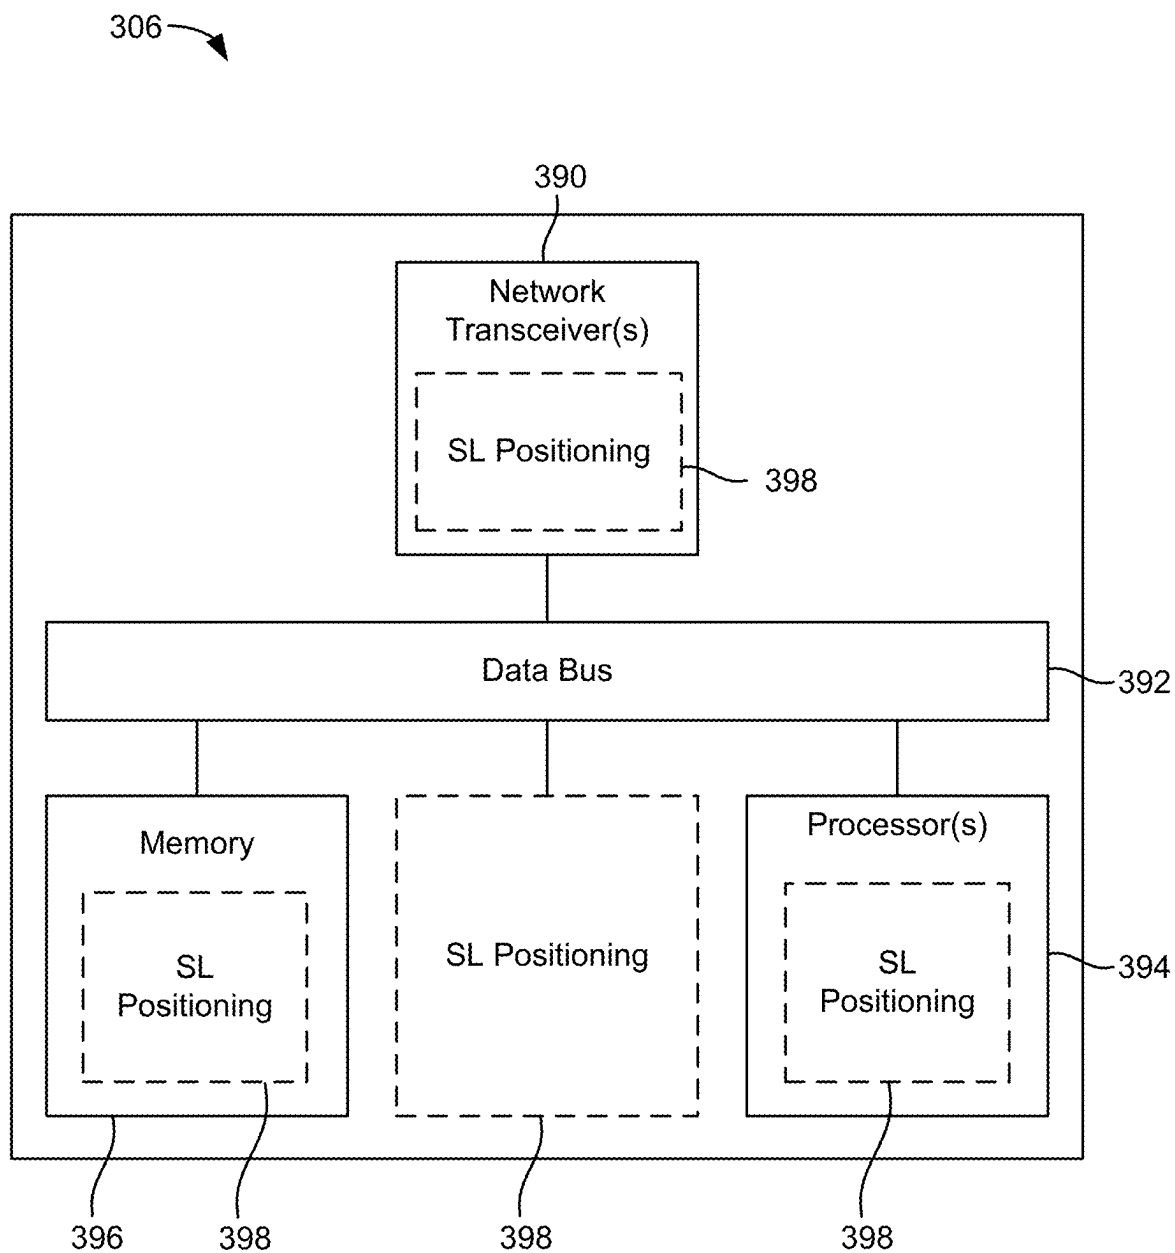 306
390
Network
Transceiver(s)
SL Positioning
398
Data Bus
392
Memory
SL
Positioning
SL Positioning
Processor(s)
SL
Positioning
394
396
398
398
398